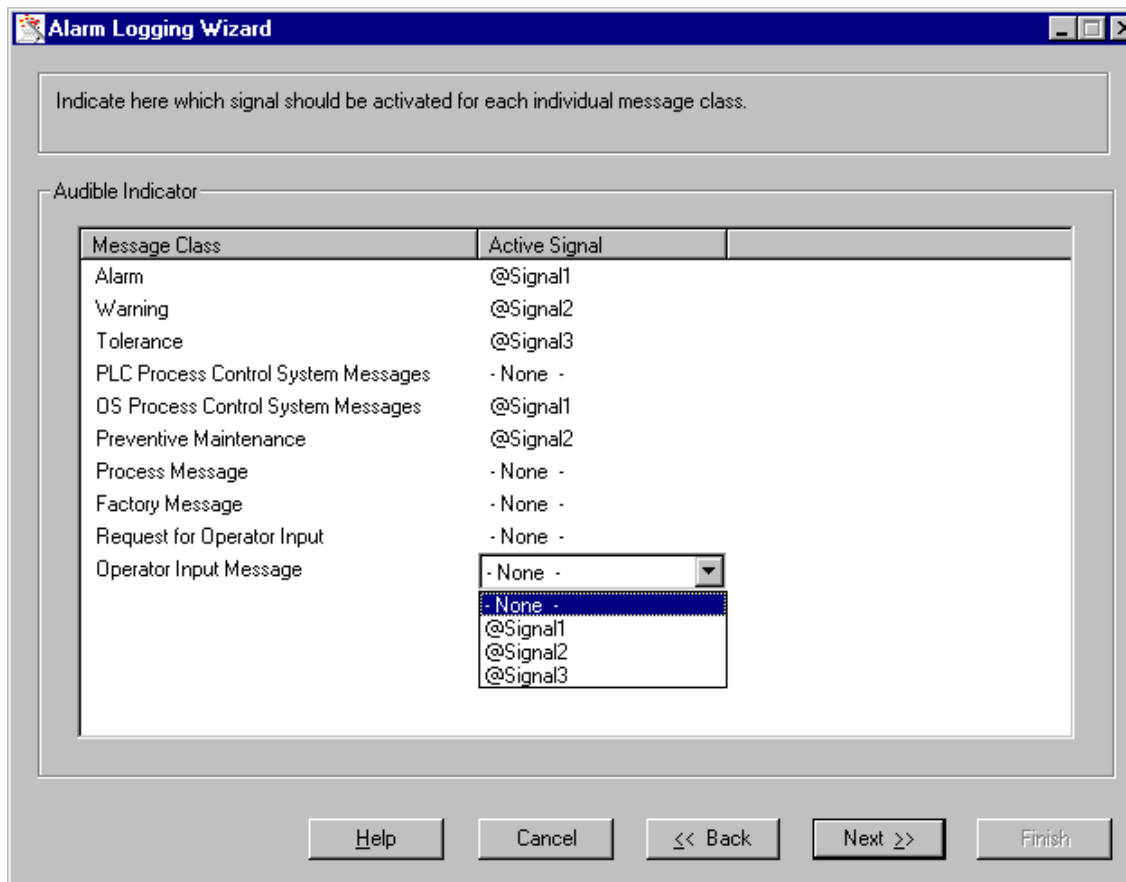 Alarm Logging Wizard
Indicate here which signal should be activated for each individual message class.
Audible Indicator
Message Class Active Signal
Alarm @Signal1
Warning @Signal2
Tolerance @Signal3
PLC Process Control System Messages - None -
OS Process Control System Messages @Signal1
Preventive Maintenance @Signal2
Process Message - None -
Factory Message - None -
Request for Operator Input - None -
Operator Input Message - None -
- None -
@Signal1
@Signal2
@Signal3
Help Cancel << Back Next >> Finish